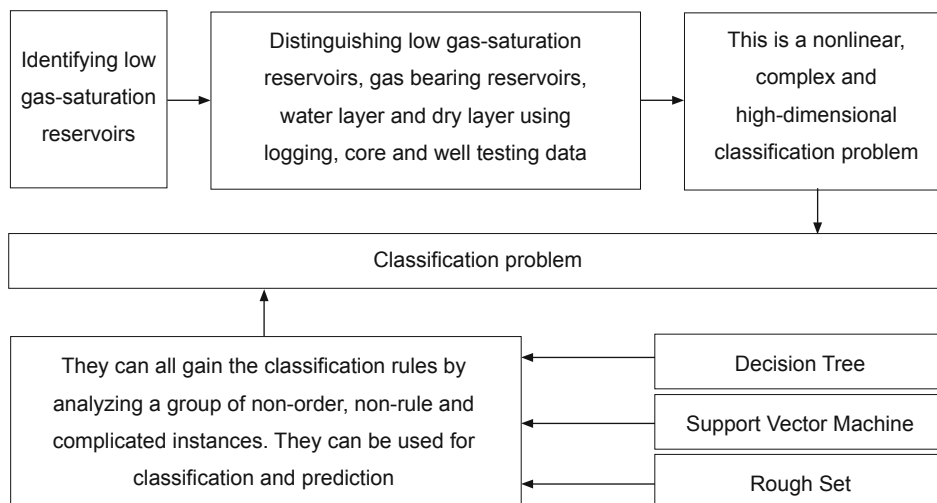 Identifying low
gas-saturation
reservoirs
Distinguishing low gas-saturation
reservoirs, gas bearing reservoirs,
water layer and dry layer using
logging, core and well testing data
This is a nonlinear,
complex and
high-dimensional
classification problem
Classification problem
They can all gain the classification rules by
analyzing a group of non-order, non-rule and
complicated instances. They can be used for
classification and prediction
Decision Tree
Support Vector Machine
Rough Set